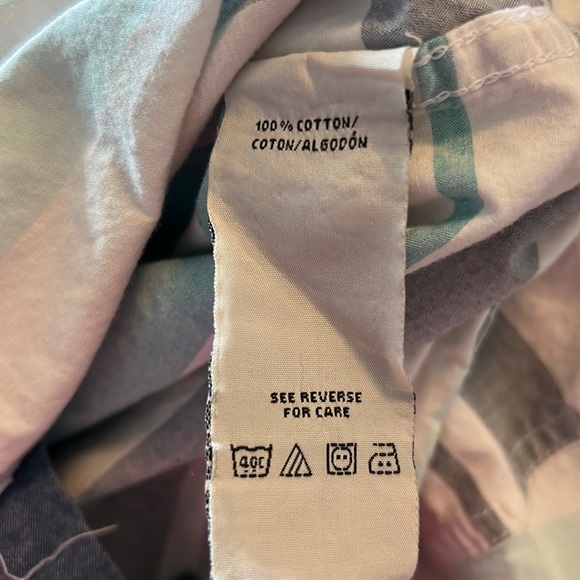 100% COTTON/
COTON/ALGODÓN
SEE REVERSE
FOR CARE
40C